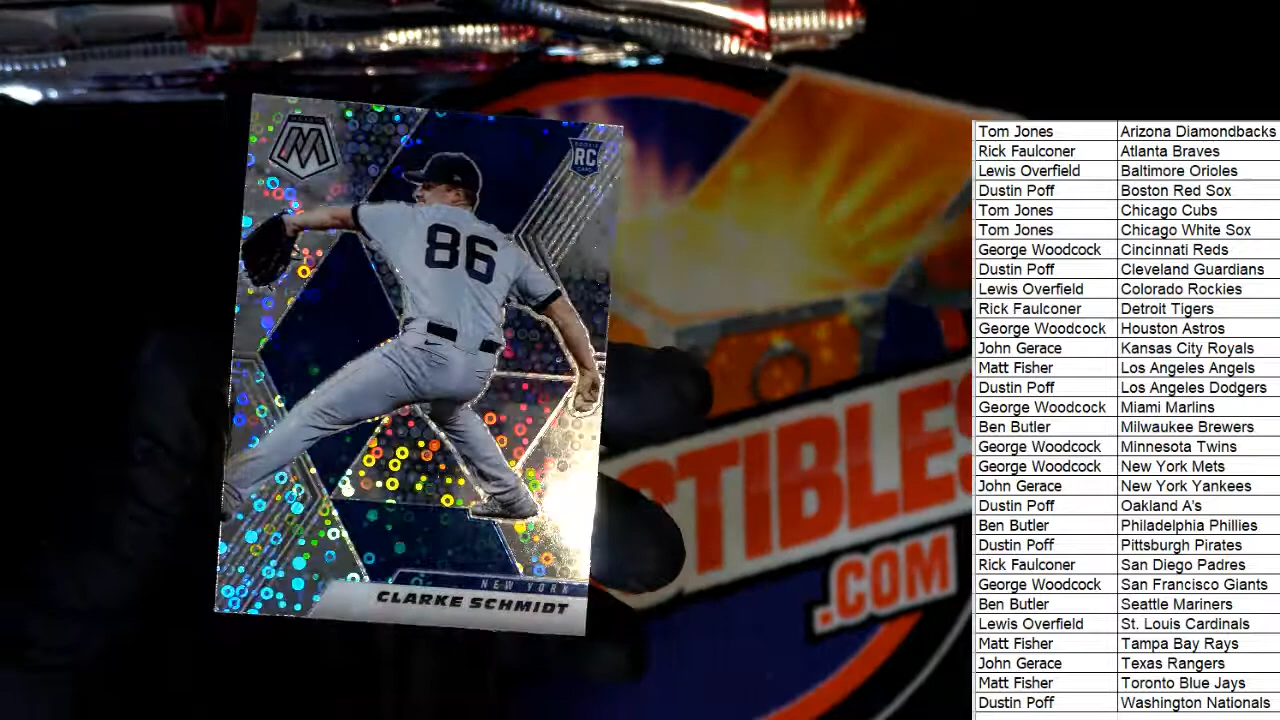 MOSAIC
M
ROOKIE
RC
CARD
86
NEW YORK
CLARKE SCHMIDT
TIBLES
.COM
Tom Jones Arizona Diamondbacks
Rick Faulconer Atlanta Braves
Lewis Overfield Baltimore Orioles
Dustin Poff Boston Red Sox
Tom Jones Chicago Cubs
Tom Jones Chicago White Sox
George Woodcock Cincinnati Reds
Dustin Poff Cleveland Guardians
Lewis Overfield Colorado Rockies
Rick Faulconer Detroit Tigers
George Woodcock Houston Astros
John Gerace Kansas City Royals
Matt Fisher Los Angeles Angels
Dustin Poff Los Angeles Dodgers
George Woodcock Miami Marlins
Ben Butler Milwaukee Brewers
George Woodcock Minnesota Twins
George Woodcock New York Mets
John Gerace New York Yankees
Dustin Poff Oakland A's
Ben Butler Philadelphia Phillies
Dustin Poff Pittsburgh Pirates
Rick Faulconer San Diego Padres
George Woodcock San Francisco Giants
Ben Butler Seattle Mariners
Lewis Overfield St. Louis Cardinals
Matt Fisher Tampa Bay Rays
John Gerace Texas Rangers
Matt Fisher Toronto Blue Jays
Dustin Poff Washington Nationals